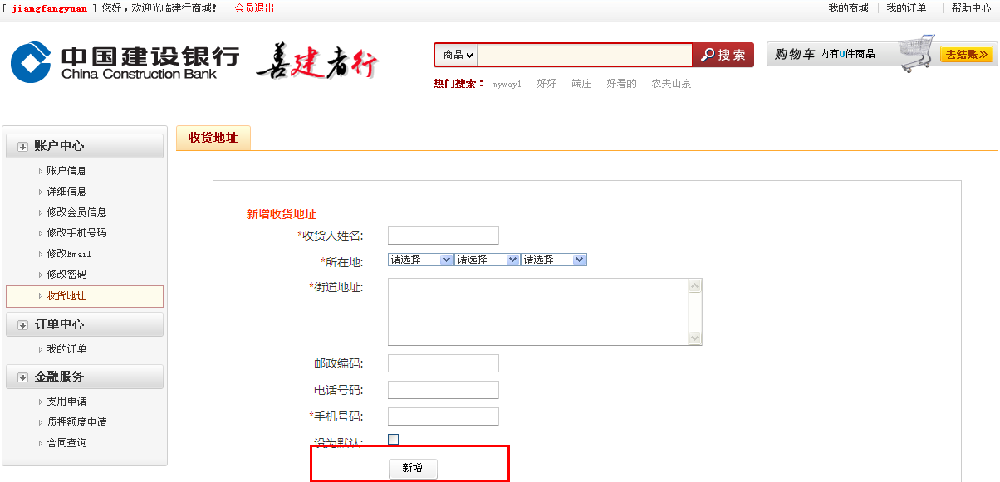 [ jiangfangyuan ] 您好，欢迎光临建行商城！ 会员退出 我的商城 我的订单 帮助中心
中国建设银行
China Construction Bank
善建者行
商品 搜 索
热门搜索： myway1 好好 端庄 好看的 农夫山泉
购物车 内有0件商品 去结账
账户中心
账户信息
详细信息
修改会员信息
修改手机号码
修改Email
修改密码
收货地址
订单中心
我的订单
金融服务
支用申请
质押额度申请
合同查询
收货地址
新增收货地址
*收货人姓名:
*所在地: 请选择 请选择 请选择
*街道地址:
邮政编码:
电话号码:
*手机号码:
设为默认:
新增